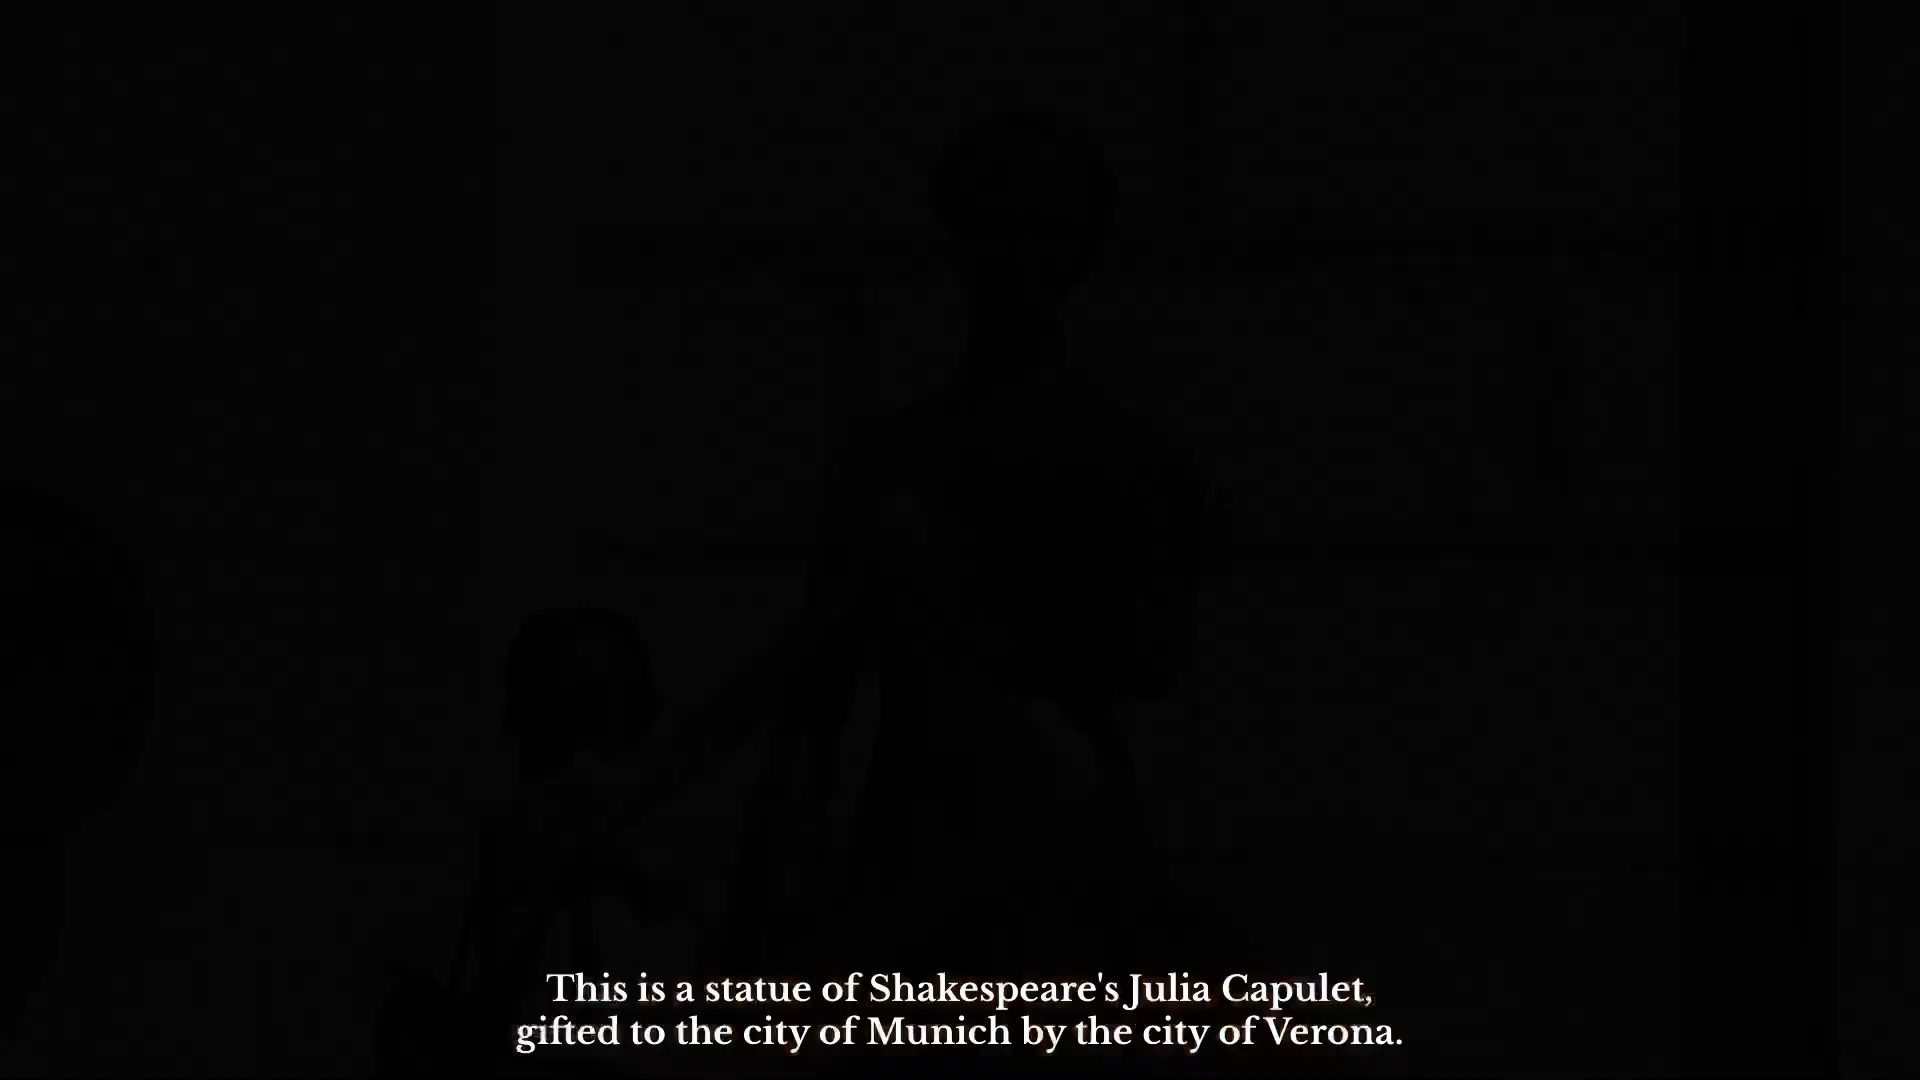 This is a statue of Shakespeare's Julia Capulet,
gifted to the city of Munich by the city of Verona.